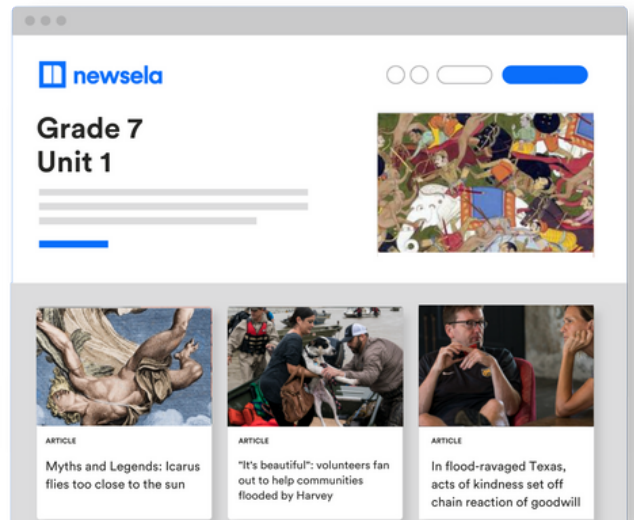 newsela
Grade 7
Unit 1
ARTICLE
Myths and Legends: Icarus
flies too close to the sun
ARTICLE
"It's beautiful": volunteers fan
out to help communities
flooded by Harvey
ARTICLE
In flood-ravaged Texas,
acts of kindness set off
chain reaction of goodwill